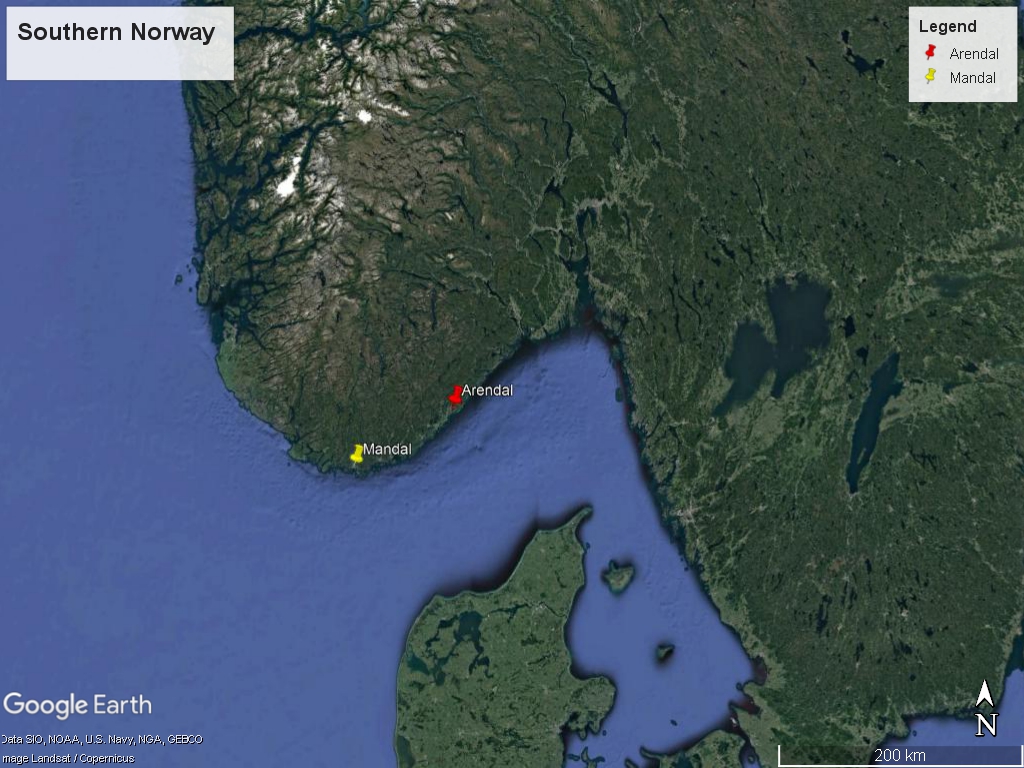 Southern Norway
Legend
Arendal
Mandal
Arendal
Mandal
Google Earth
Data SIO, NOAA, U.S. Navy, NGA, GEBCO
mage Landsat / Copernicus
N
200 km